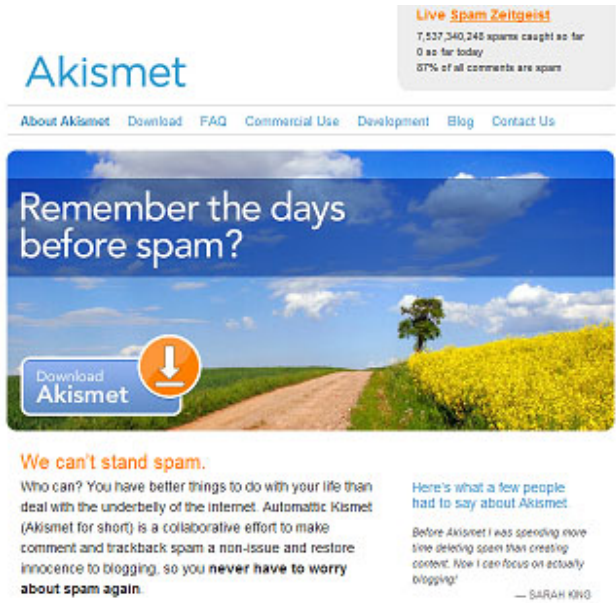 Live Spam Zeitgeist
7,537,340,248 spams caught so far
0 so far today
87% of all comments are spam
Akismet
About Akismet Download FAQ Commercial Use Development Blog Contact Us
Remember the days
before spam?
Download
Akismet
We can't stand spam.
Who can? You have better things to do with your life than
deal with the underbelly of the internet. Automattic Kismet
(Akismet for short) is a collaborative effort to make
comment and trackback spam a non-issue and restore
innocence to blogging, so you never have to worry
about spam again.
Here's what a few people
had to say about Akismet
Before Akismet I was spending more
time deleting spam than creating
content. Now I can focus on actually
blogging!
— SARAH KING